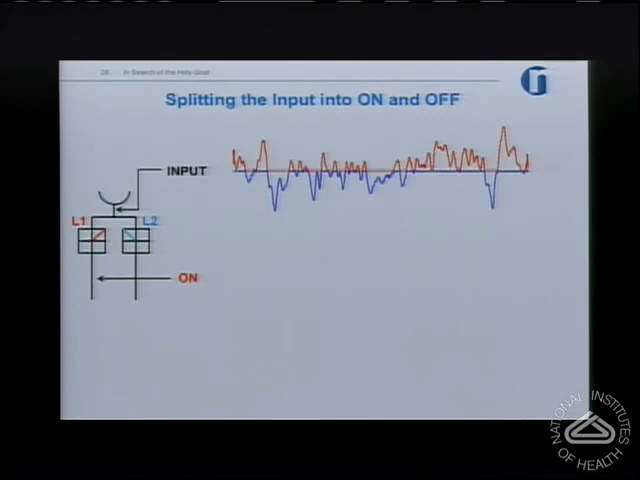 28 In Search of the Holy Grail :
Splitting the Input into ON and OFF
INPUT
L1 L2
ON
NATIONAL INSTITUTES
OF HEALTH